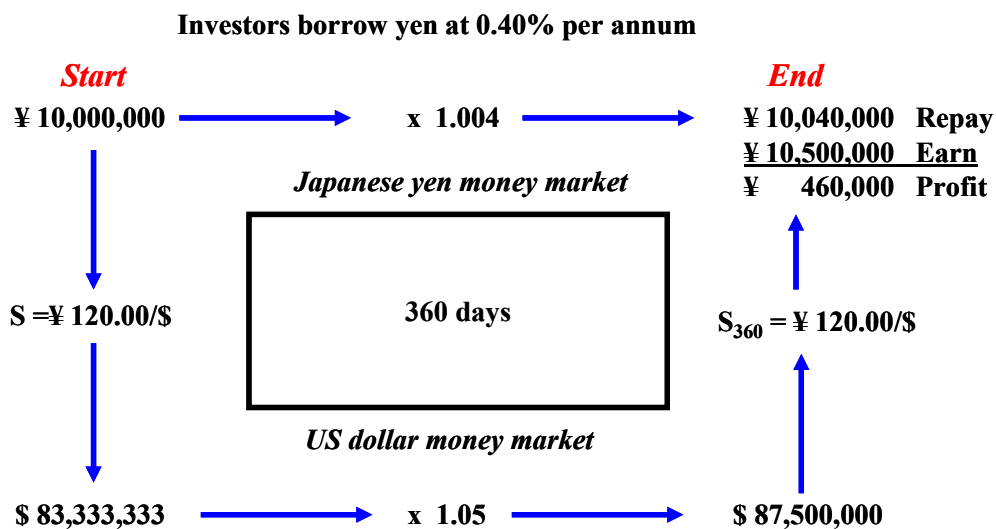 Investors borrow yen at 0.40% per annum
Start
End
¥ 10,000,000
x 1.004
¥ 10,040,000 Repay
¥ 10,500,000 Earn
¥ 460,000 Profit
Japanese yen money market
S =¥ 120.00/$
360 days
S360 = ¥ 120.00/$
US dollar money market
$ 83,333,333
x 1.05
$ 87,500,000